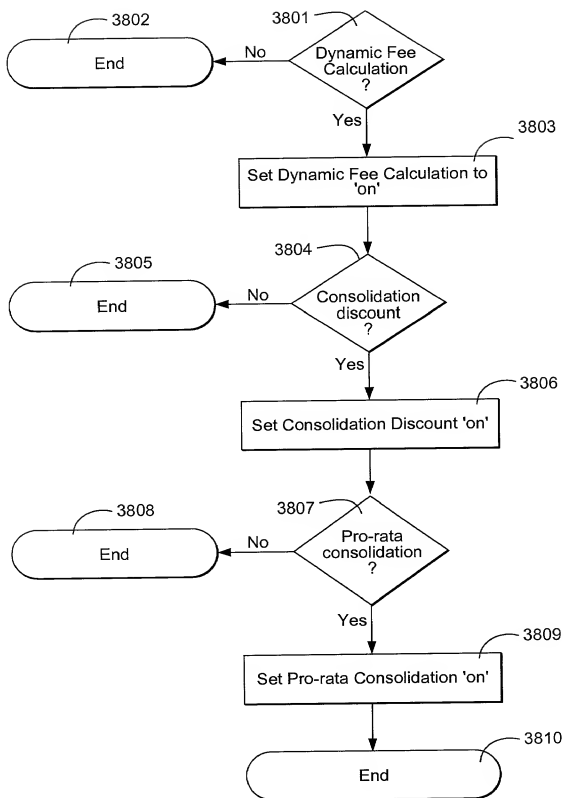 3802
3801
End
No
Dynamic Fee
Calculation
?
Yes
3803
Set Dynamic Fee Calculation to
'on'
3804
3805
End
No
Consolidation
discount
?
Yes
3806
Set Consolidation Discount 'on'
3807
3808
End
No
Pro-rata
consolidation
?
Yes
3809
Set Pro-rata Consolidation 'on'
3810
End